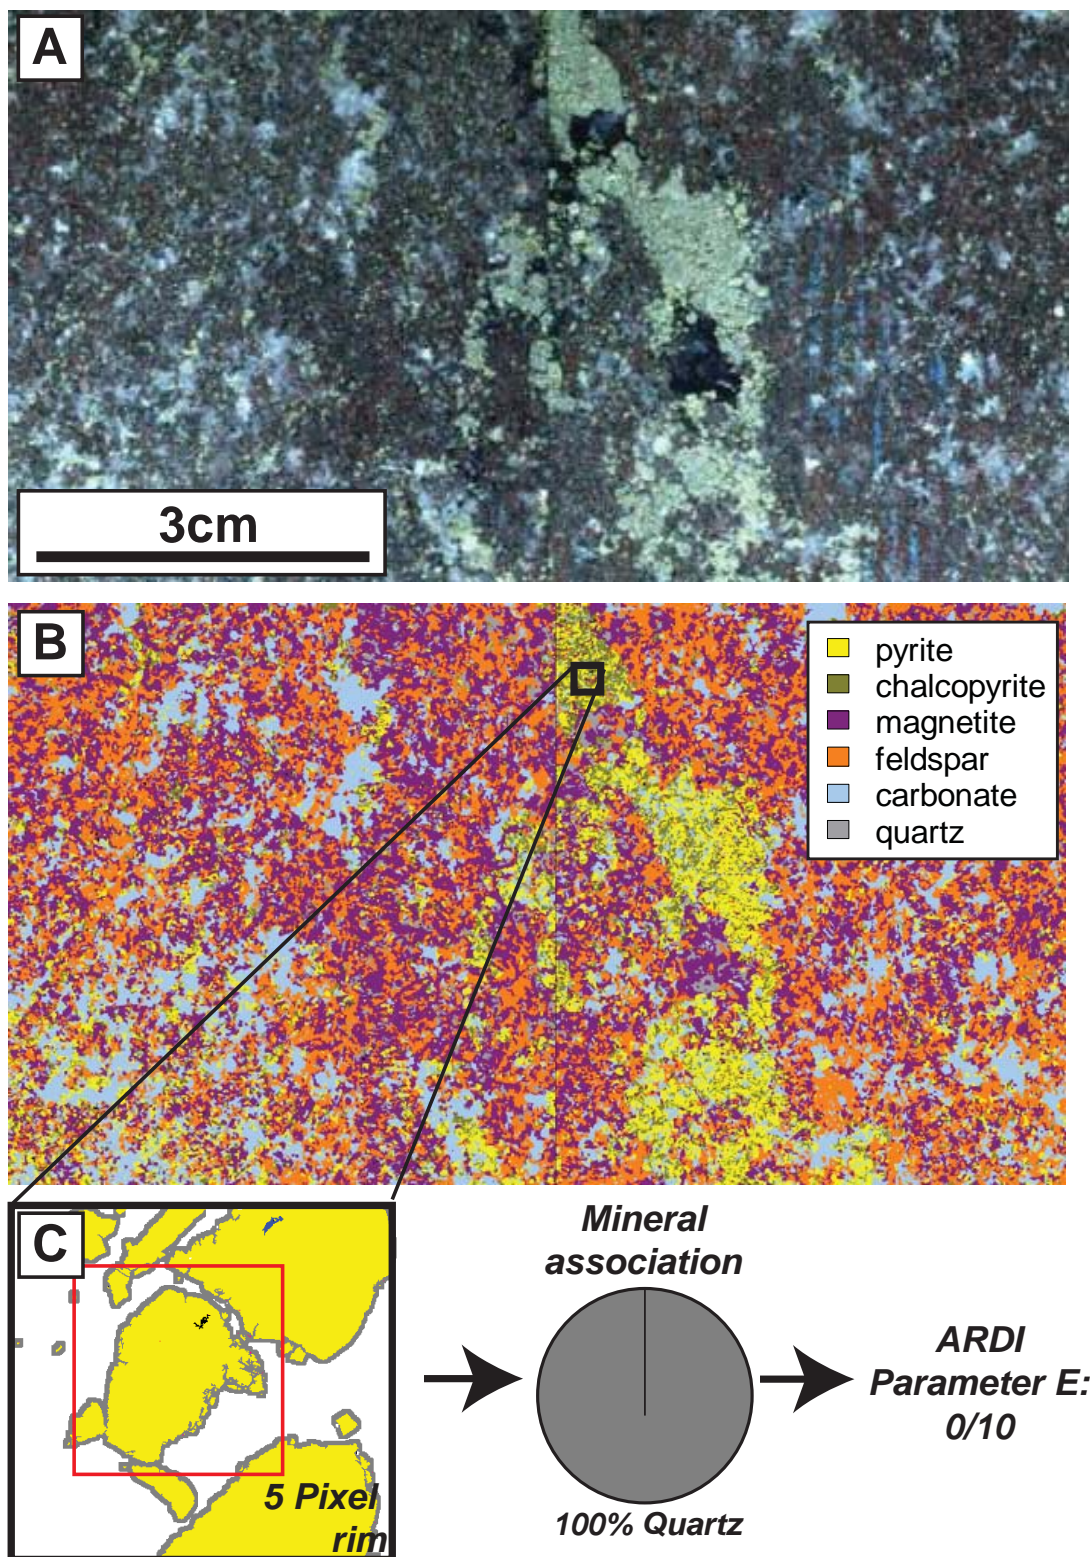 A
3cm
B
pyrite
chalcopyrite
magnetite
feldspar
carbonate
quartz
C
5 Pixel
rim
Mineral
association
100% Quartz
ARDI
Parameter E:
0/10